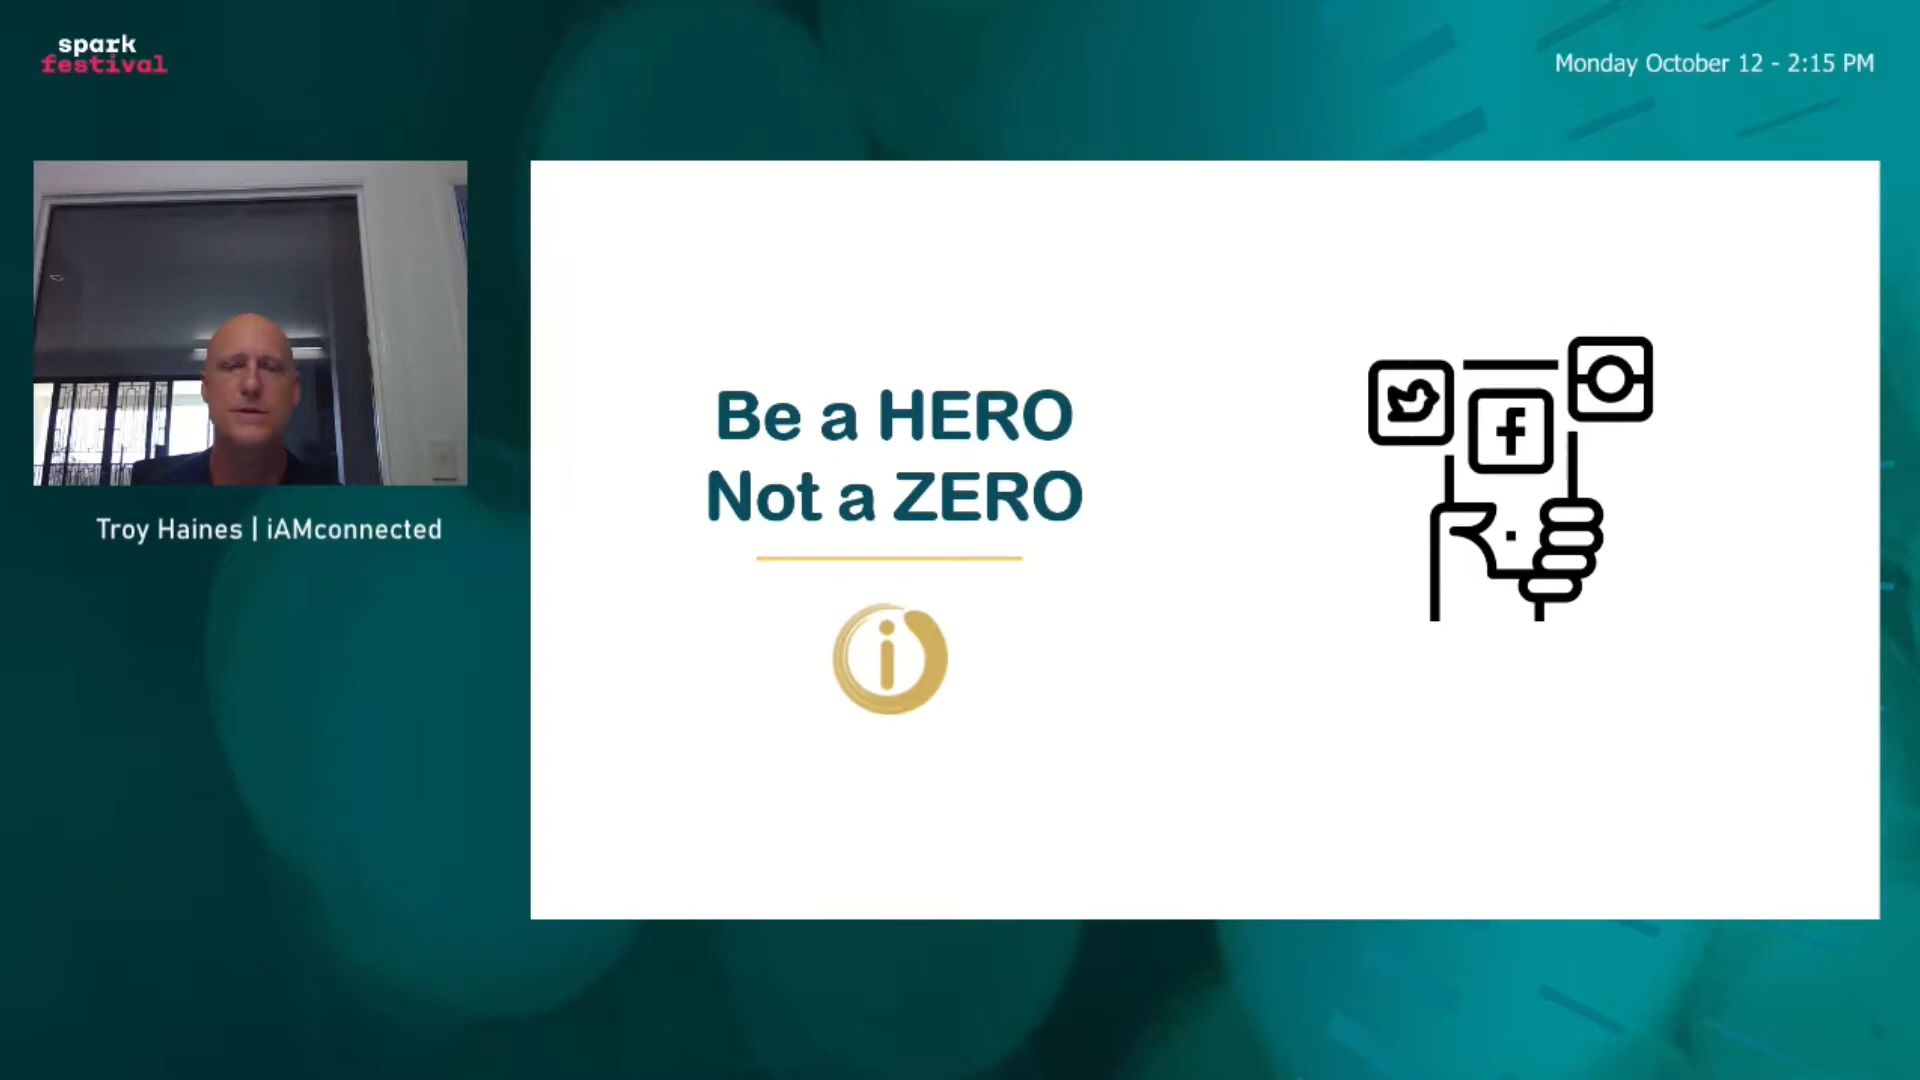 spark
festival
Monday October 12 - 2:15 PM
Troy Haines | iAMconnected
Be a HERO
Not a ZERO
i
f